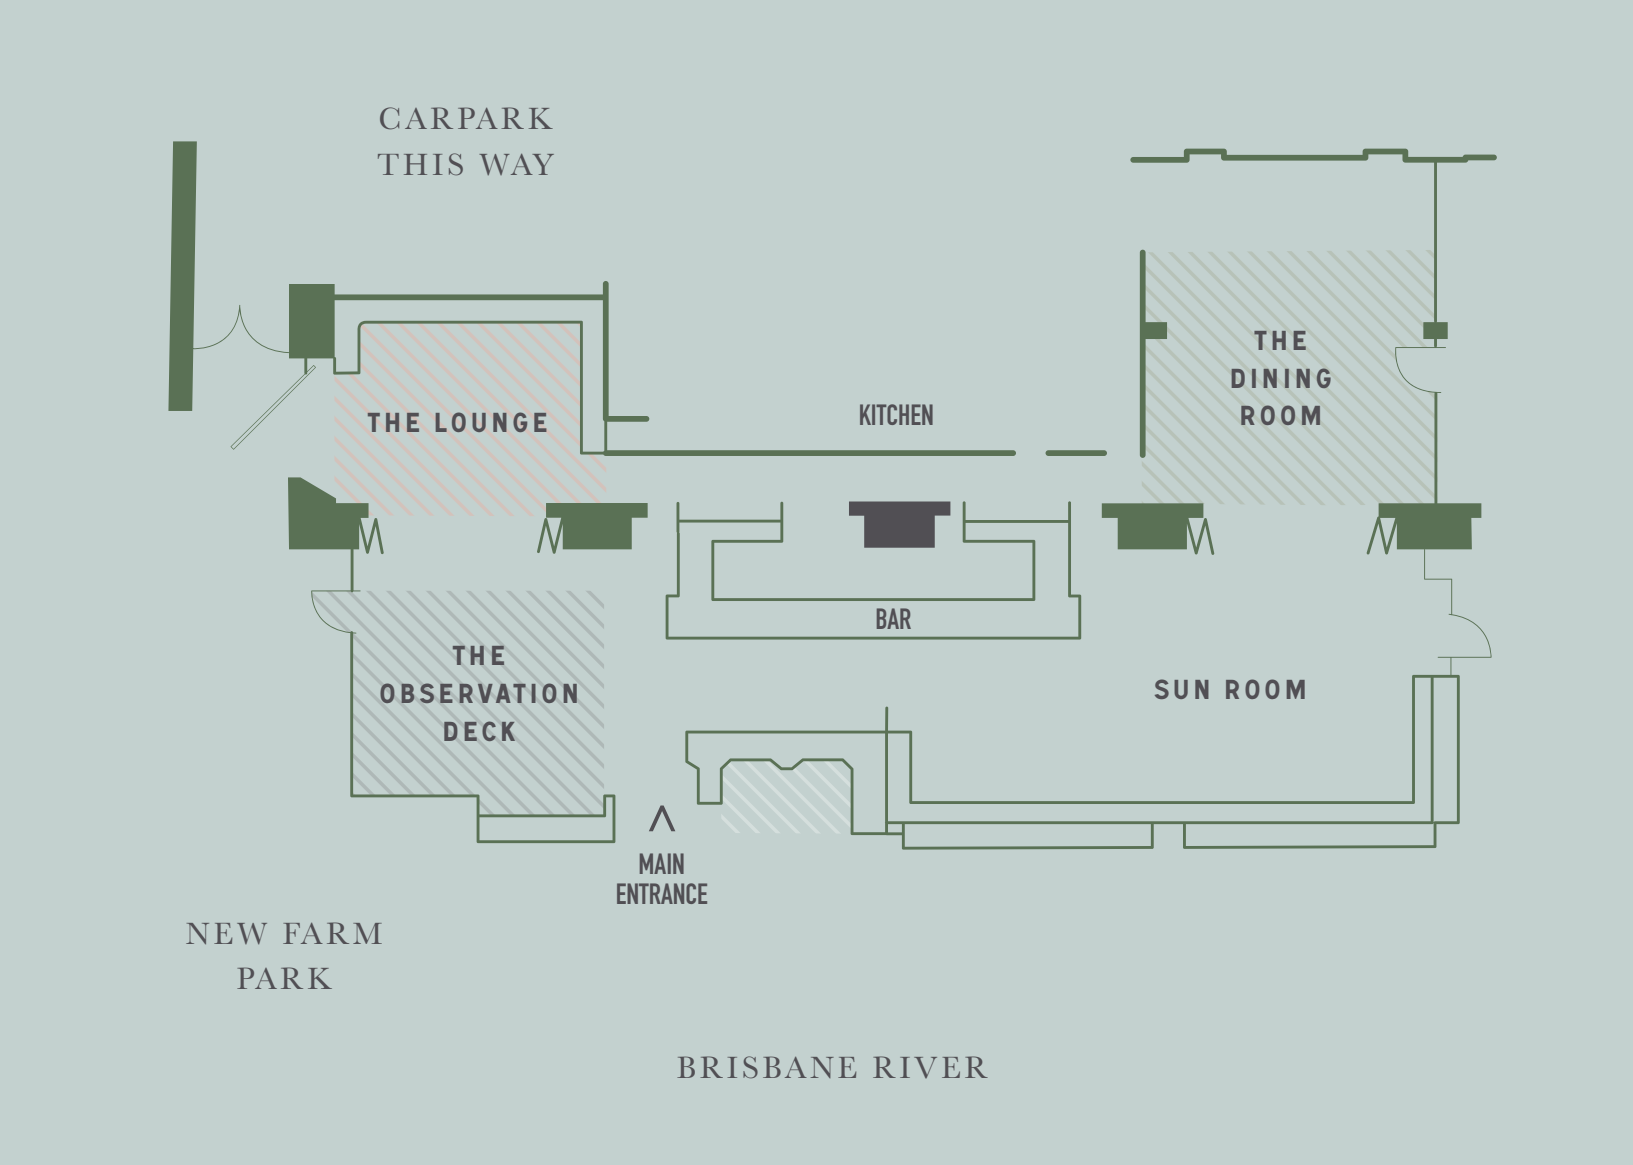 CARPARK
THIS WAY
THE
DINING
ROOM
THE LOUNGE
KITCHEN
BAR
THE
OBSERVATION
DECK
SUN ROOM
MAIN
ENTRANCE
NEW FARM
PARK
BRISBANE RIVER